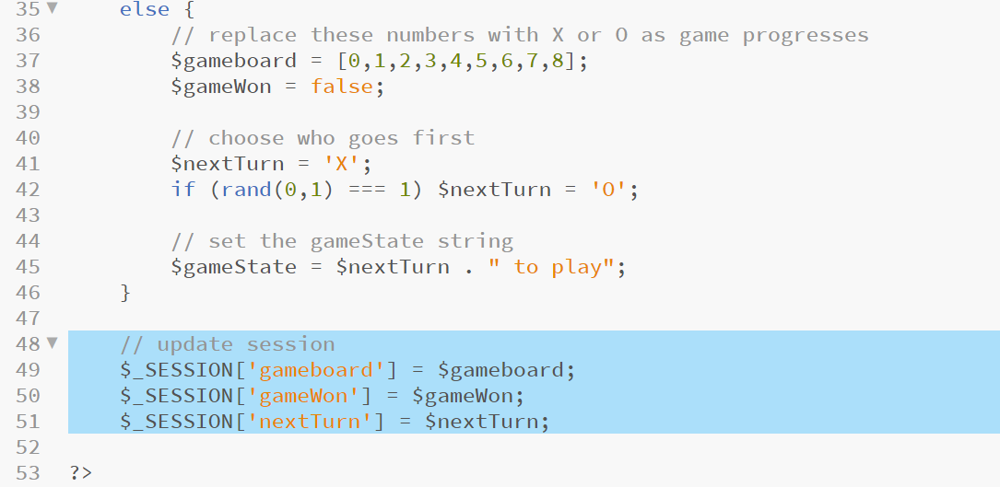 35 else {
36 // replace these numbers with X or O as game progresses
37 $gameboard = [0,1,2,3,4,5,6,7,8];
38 $gameWon = false;
39
40 // choose who goes first
41 $nextTurn = 'X';
42 if (rand(0,1) === 1) $nextTurn = 'O';
43
44 // set the gameState string
45 $gameState = $nextTurn . " to play";
46 }
47
48 // update session
49 $_SESSION['gameboard'] = $gameboard;
50 $_SESSION['gameWon'] = $gameWon;
51 $_SESSION['nextTurn'] = $nextTurn;
52
53 ?>